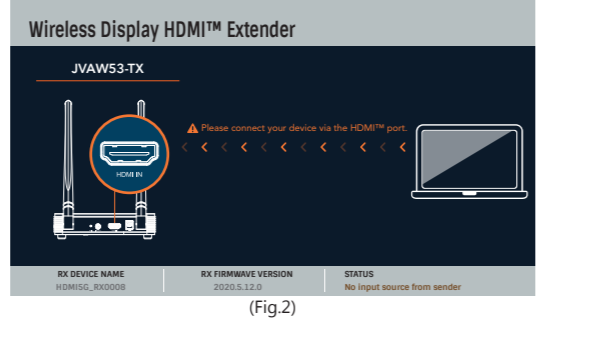 Wireless Display HDMI™ Extender
JVAW53-TX
Please connect your device via the HDMI™ port.
HDMI IN
RX DEVICE NAME
RX FIRMWAVE VERSION
STATUS
HDMI5G_RX0008
2020.5.12.0
No input source from sender
(Fig.2)